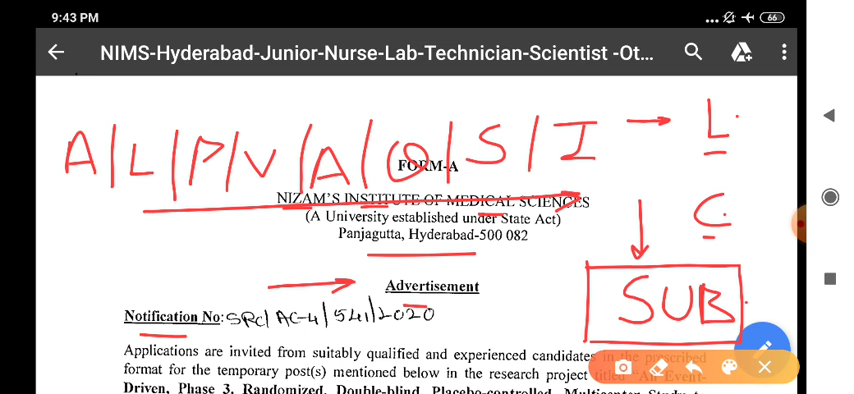 9:43 PM
66
NIMS-Hyderabad-Junior-Nurse-Lab-Technician-Scientist -Ot...
A/L/P/V/A/O/S/I → L.
C.
FORM-A
NIZAM'S INSTITUTE OF MEDICAL SCIENCES
(A University established under State Act)
Panjagutta, Hyderabad-500 082
SUB
Advertisement
Notification No: SRC/AC-4/541/2020
Applications are invited from suitably qualified and experienced candidates in the prescribed
format for the temporary post(s) mentioned below in the research project titled "An Event-
Driven, Phase 3, Randomized, Double-blind, Placebo-controlled, Multicenter Study